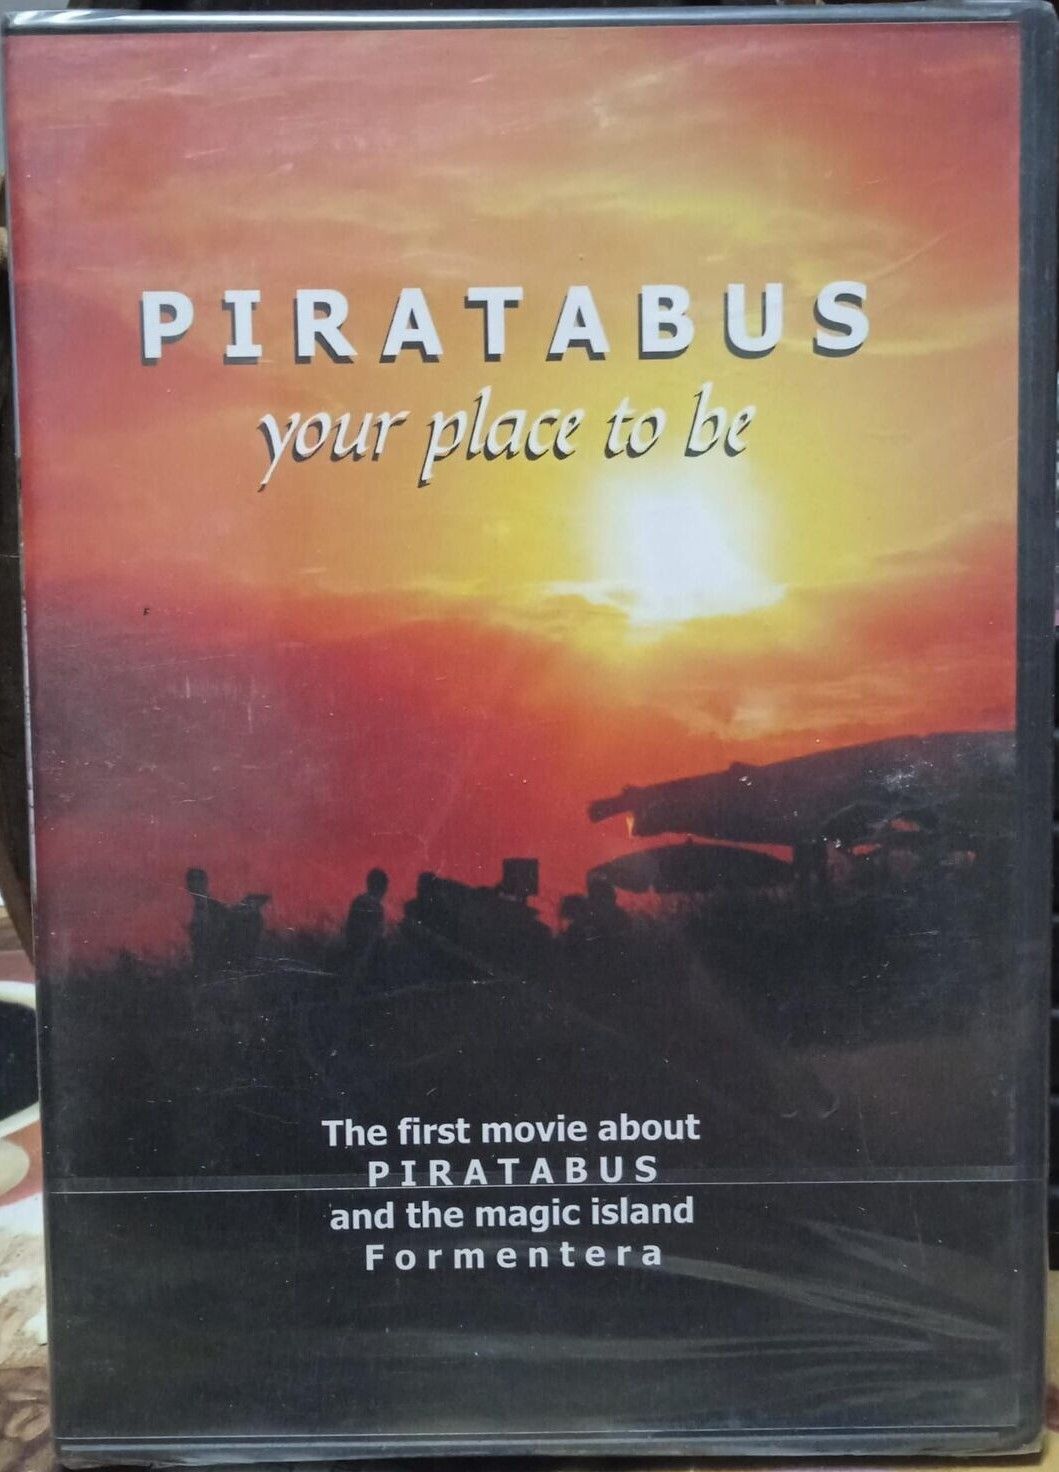 PIRATABUS
your place to be
The first movie about
PIRATABUS
and the magic island
Formentera